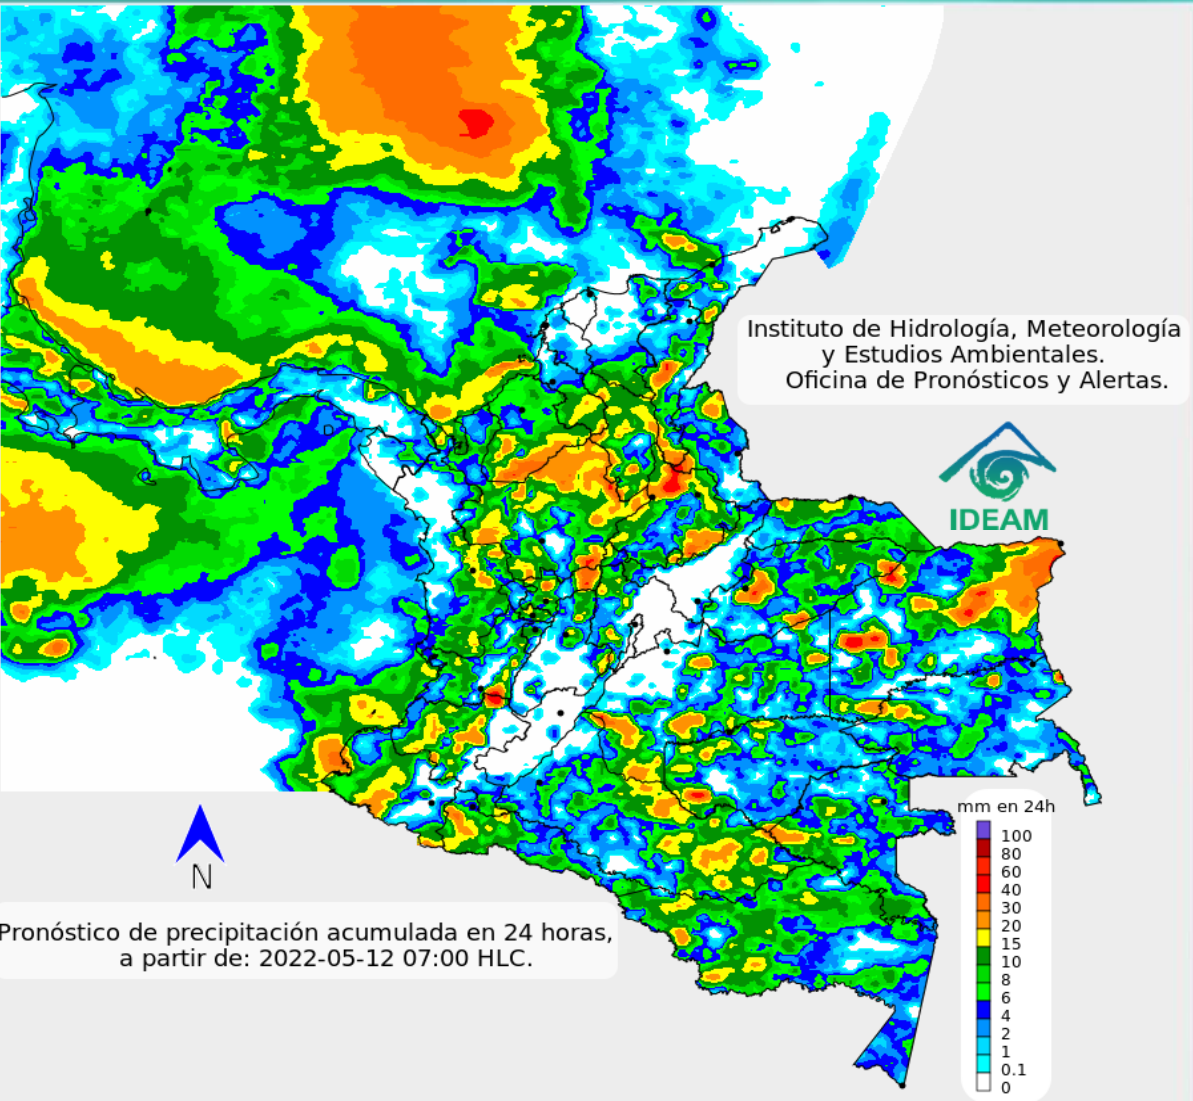 Instituto de Hidrología, Meteorología
y Estudios Ambientales.
Oficina de Pronósticos y Alertas.
IDEAM
mm en 24h
100
80
60
40
30
20
15
10
8
6
4
2
1
0.1
0
N
Pronóstico de precipitación acumulada en 24 horas,
a partir de: 2022-05-12 07:00 HLC.